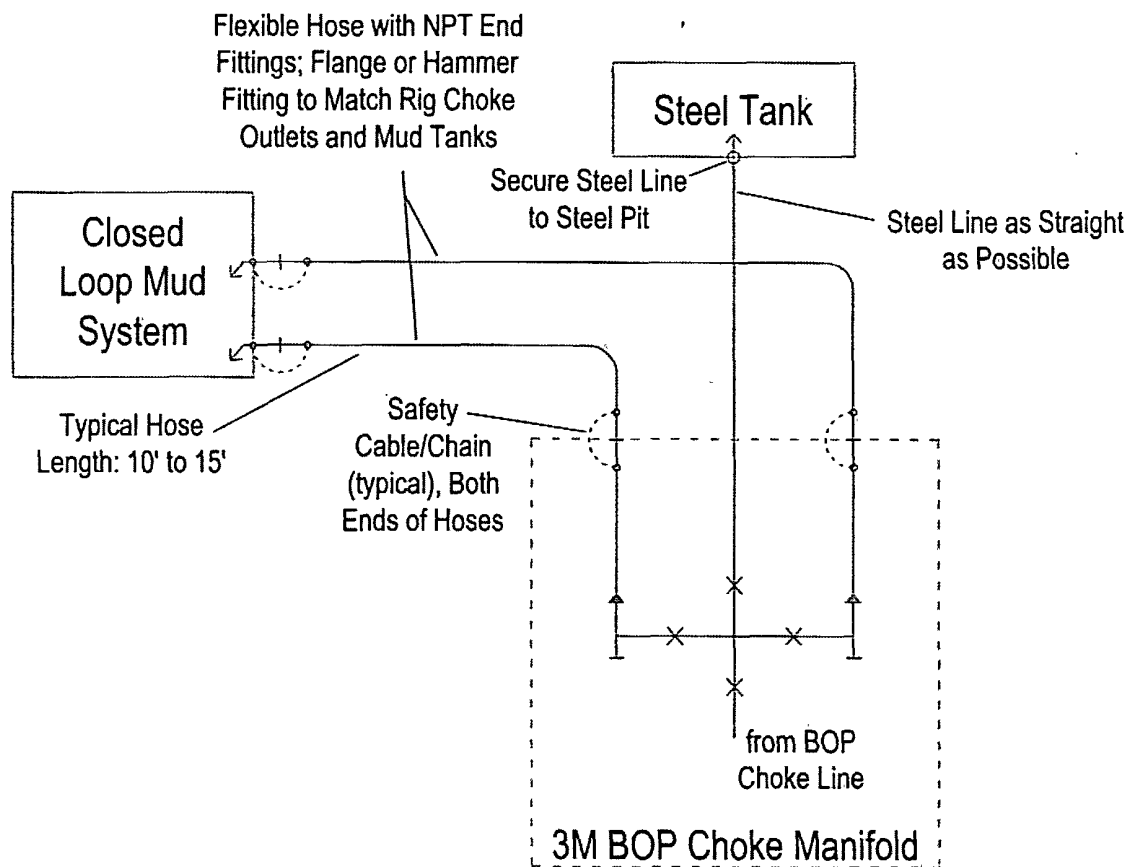 Flexible Hose with NPT End
Fittings; Flange or Hammer
Fitting to Match Rig Choke
Outlets and Mud Tanks
Steel Tank
Secure Steel Line
to Steel Pit
Steel Line as Straight
as Possible
Closed
Loop Mud
System
Typical Hose
Length: 10' to 15'
Safety
Cable/Chain
(typical), Both
Ends of Hoses
from BOP
Choke Line
3M BOP Choke Manifold